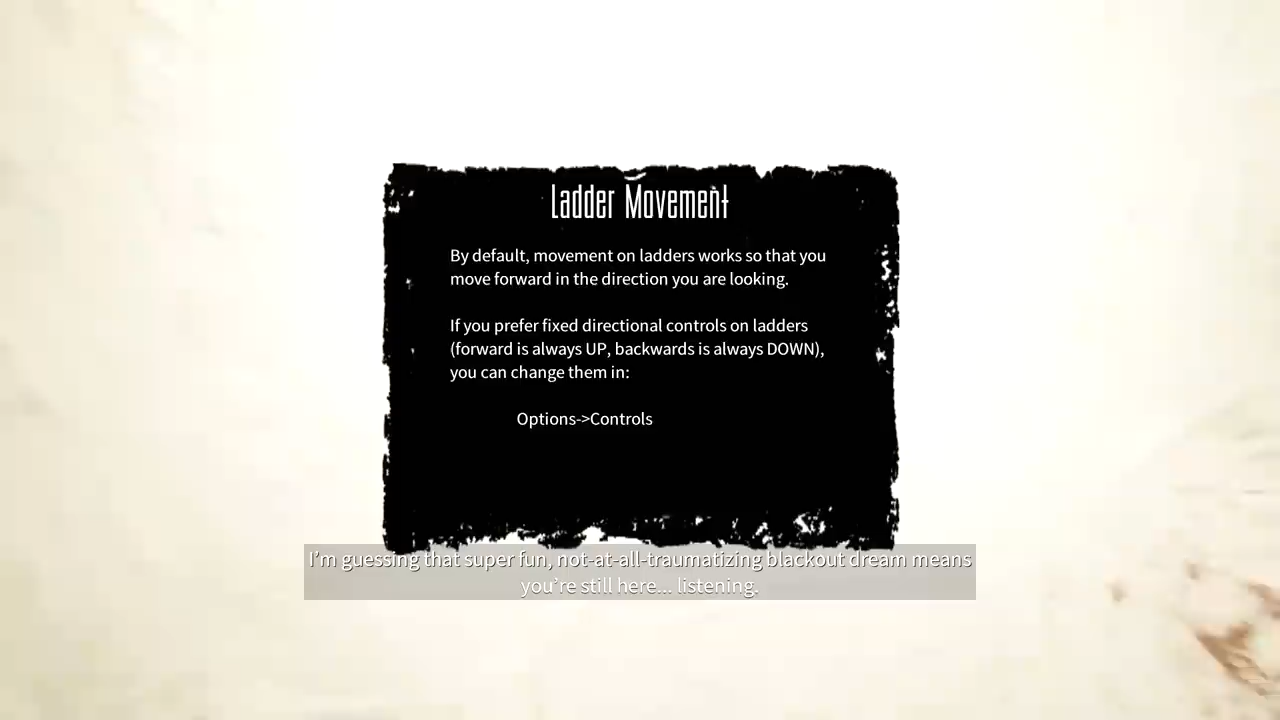 Ladder Movement
By default, movement on ladders works so that you
move forward in the direction you are looking.
If you prefer fixed directional controls on ladders
(forward is always UP, backwards is always DOWN),
you can change them in:
Options->Controls
I'm guessing that super fun, not-at-all-traumatizing blackout dream means
you're still here... listening.